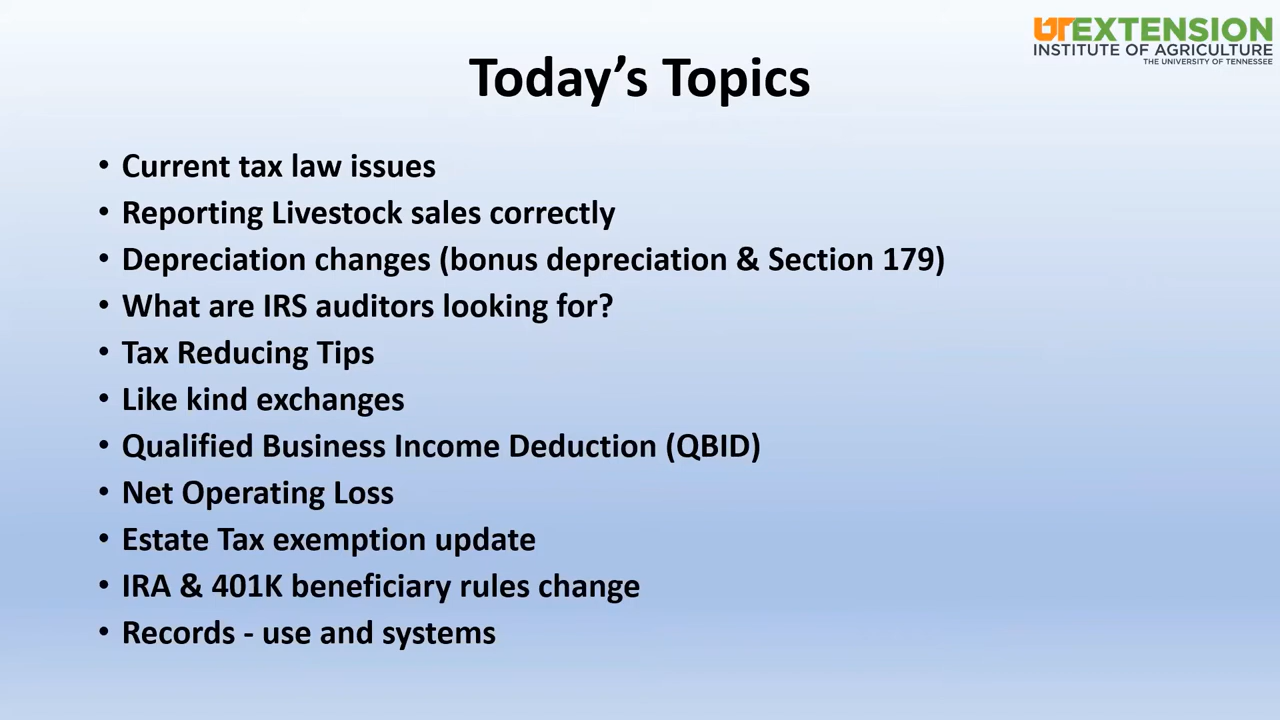 UTEXTENSION
INSTITUTE OF AGRICULTURE
THE UNIVERSITY OF TENNESSEE
Today’s Topics
• Current tax law issues
• Reporting Livestock sales correctly
• Depreciation changes (bonus depreciation & Section 179)
• What are IRS auditors looking for?
• Tax Reducing Tips
• Like kind exchanges
• Qualified Business Income Deduction (QBID)
• Net Operating Loss
• Estate Tax exemption update
• IRA & 401K beneficiary rules change
• Records - use and systems